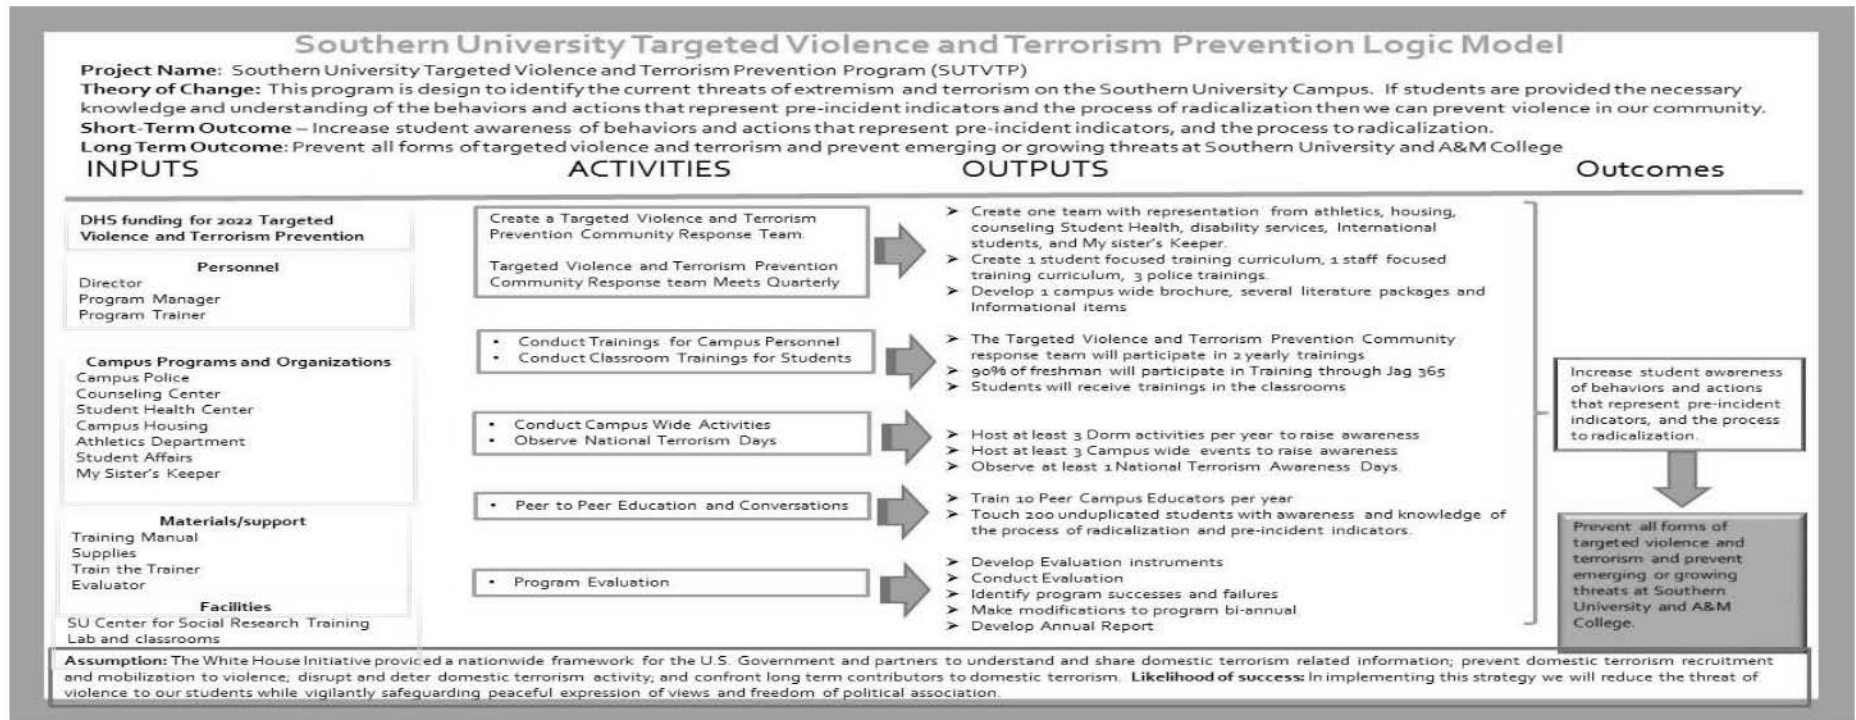 Southern University Targeted Violence and Terrorism Prevention Logic Model
Project Name: Southern University Targeted Violence and Terrorism Prevention Program (SUTVTP)
Theory of Change: This program is design to identify the current threats of extremism and terrorism on the Southern University Campus. If students are provided the necessary
knowledge and understanding of the behaviors and actions that represent pre-incident indicators and the process of radicalization then we can prevent violence in our community.
Short-Term Outcome – Increase student awareness of behaviors and actions that represent pre-incident indicators, and the process to radicalization.
Long Term Outcome: Prevent all forms of targeted violence and terrorism and prevent emerging or growing threats at Southern University and A&M College
INPUTS
DHS funding for 2022 Targeted
Violence and Terrorism Prevention
Personnel
Director
Program Manager
Program Trainer
Campus Programs and Organizations
Campus Police
Counseling Center
Student Health Center
Campus Housing
Athletics Department
Student Affairs
My Sister's Keeper
Materials/support
Training Manual
Supplies
Train the Trainer
Evaluator
Facilities
SU Center for Social Research Training
Lab and classrooms
ACTIVITIES
Create a Targeted Violence and Terrorism
Prevention Community Response Team.
Targeted Violence and Terrorism Prevention
Community Response team Meets Quarterly
• Conduct Trainings for Campus Personnel
• Conduct Classroom Trainings for Students
• Conduct Campus Wide Activities
• Observe National Terrorism Days
• Peer to Peer Education and Conversations
• Program Evaluation
OUTPUTS
➢ Create one team with representation from athletics, housing,
counseling Student Health, disability services, International
students, and My sister's Keeper.
➢ Create 1 student focused training curriculum, 1 staff focused
training curriculum, 3 police trainings.
➢ Develop 1 campus wide brochure, several literature packages and
Informational items
➢ The Targeted Violence and Terrorism Prevention Community
response team will participate in 2 yearly trainings
➢ 90% of freshman will participate in Training through Jag 365
➢ Students will receive trainings in the classrooms
➢ Host at least 3 Dorm activities per year to raise awareness
➢ Host at least 3 Campus wide events to raise awareness
➢ Observe at least 1 National Terrorism Awareness Days.
➢ Train 10 Peer Campus Educators per year
➢ Touch 200 unduplicated students with awareness and knowledge of
the process of radicalization and pre-incident indicators.
➢ Develop Evaluation instruments
➢ Conduct Evaluation
➢ Identify program successes and failures
➢ Make modifications to program bi-annual
➢ Develop Annual Report
Outcomes
Increase student awareness
of behaviors and actions
that represent pre-incident
indicators, and the process
to radicalization.
Prevent all forms of
targeted violence and
terrorism and prevent
emerging or growing
threats at Southern
University and A&M
College.
Assumption: The White House Initiative provided a nationwide framework for the U.S. Government and partners to understand and share domestic terrorism related information; prevent domestic terrorism recruitment
and mobilization to violence; disrupt and deter domestic terrorism activity; and confront long term contributors to domestic terrorism. Likelihood of success: In implementing this strategy we will reduce the threat of
violence to our students while vigilantly safeguarding peaceful expression of views and freedom of political association.